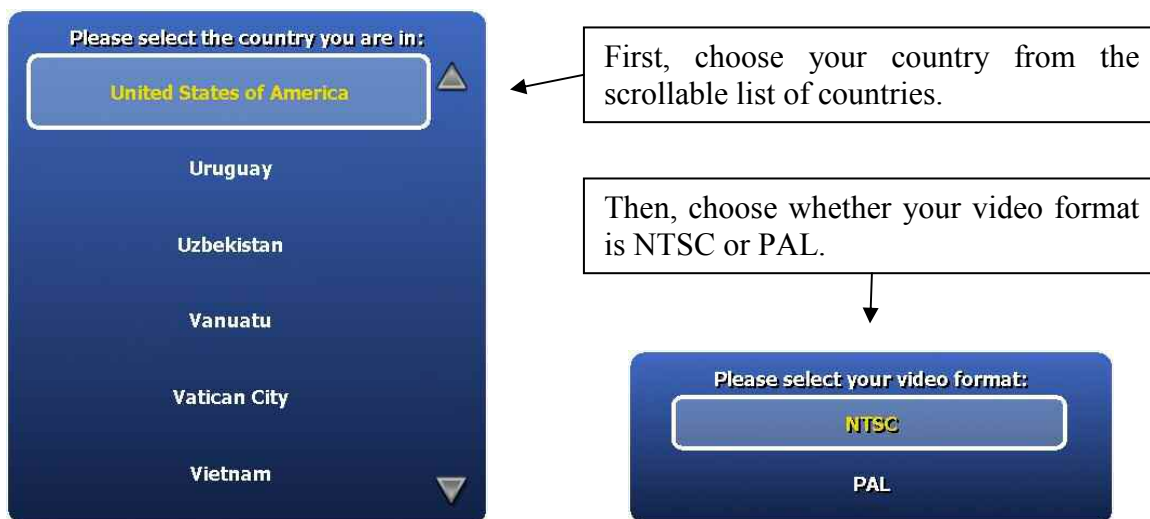 Please select the country you are in:
United States of America
Uruguay
Uzbekistan
Vanuatu
Vatican City
Vietnam
First, choose your country from the
scrollable list of countries.
Then, choose whether your video format
is NTSC or PAL.
Please select your video format:
NTSC
PAL